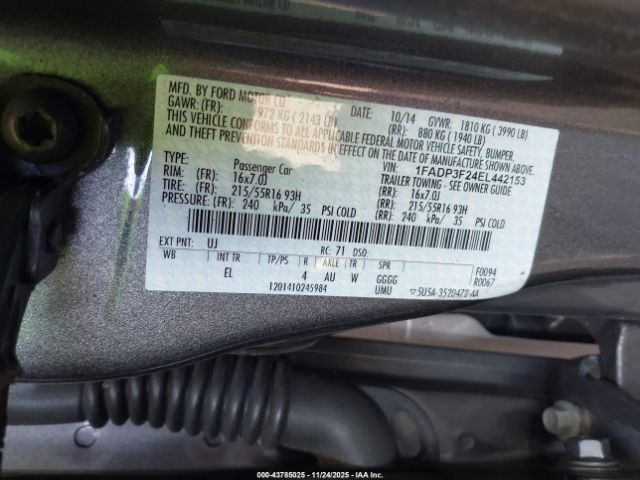 MFD. BY FORD MOTOR CO.
DATE: 10/14 GVWR: 1810 KG ( 3990 LB)
GAWR: (FR): 972 KG ( 2143 LB) (RR): 880 KG ( 1940 LB)
THIS VEHICLE CONFORMS TO ALL APPLICABLE FEDERAL MOTOR VEHICLE SAFETY, BUMPER,
AND THEFT PREVENTION STANDARDS IN EFFECT ON THE DATE OF MANUFACTURE SHOWN ABOVE.
VIN: 1FADP3F24EL442153
TYPE: Passenger Car TRAILER TOWING - SEE OWNER GUIDE
RIM: (FR): 16x7.0J (RR): 16x7.0J
TIRE: (FR): 215/55R16 93H (RR): 215/55R16 93H
PRESSURE: (FR): 240 kPa/ 35 PSI COLD (RR): 240 kPa/ 35 PSI COLD
EXT PNT: UJ RC: 71 DSO:
WB INT TR TP/PS R AXLE TR SPR F0094
EL 4 AU W GGGG R0067
1201410245984 UMU 5U5A-3520472-AA
000-43785025 - 11/24/2025 - IAAI, INC.